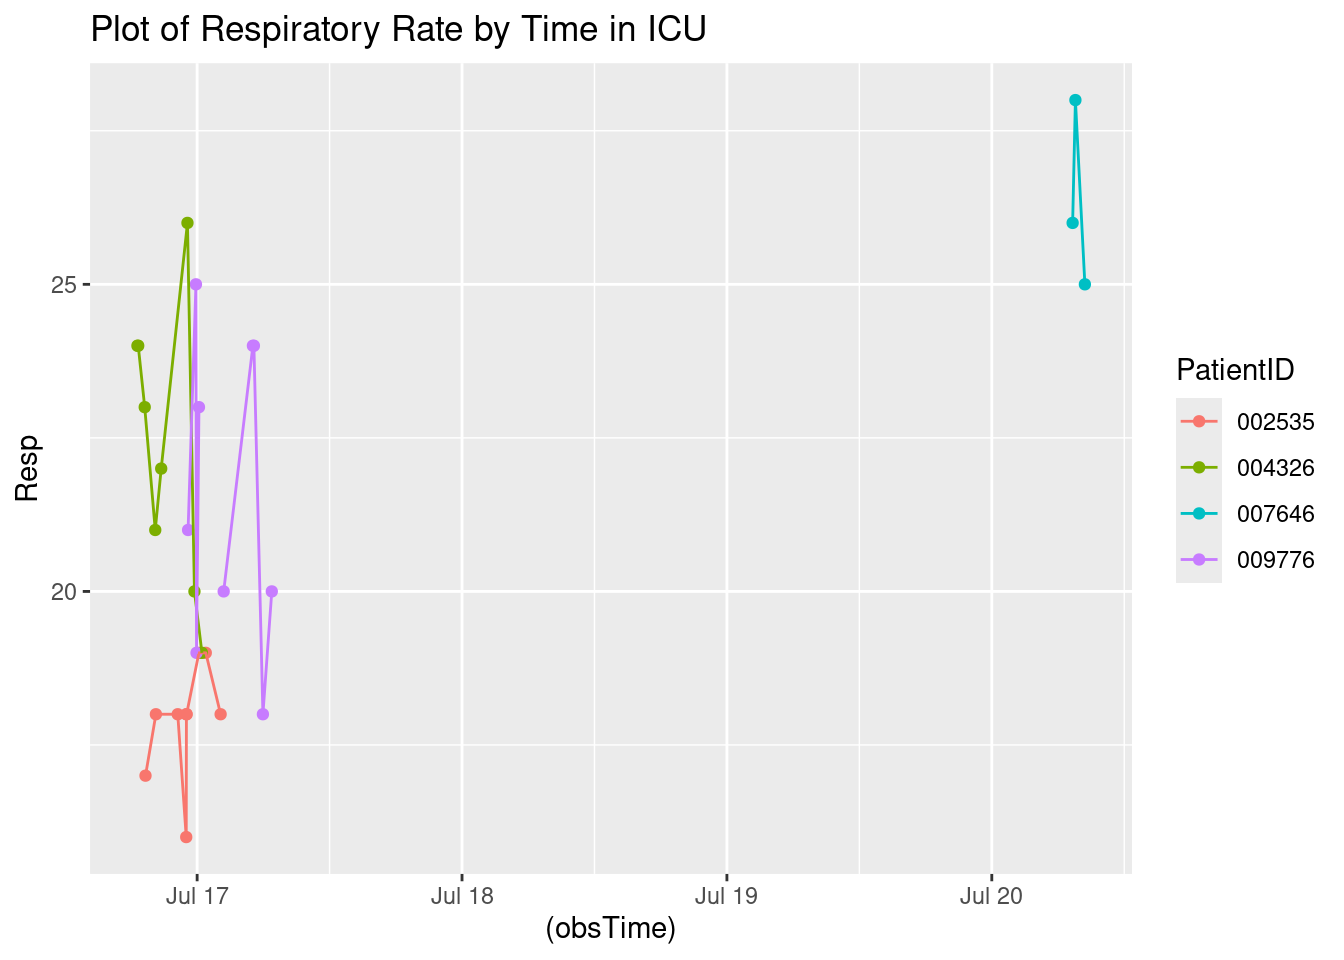 Plot of Respiratory Rate by Time in ICU
Resp
25
20
Jul 17
Jul 18
Jul 19
Jul 20
(obsTime)
PatientID
002535
004326
007646
009776